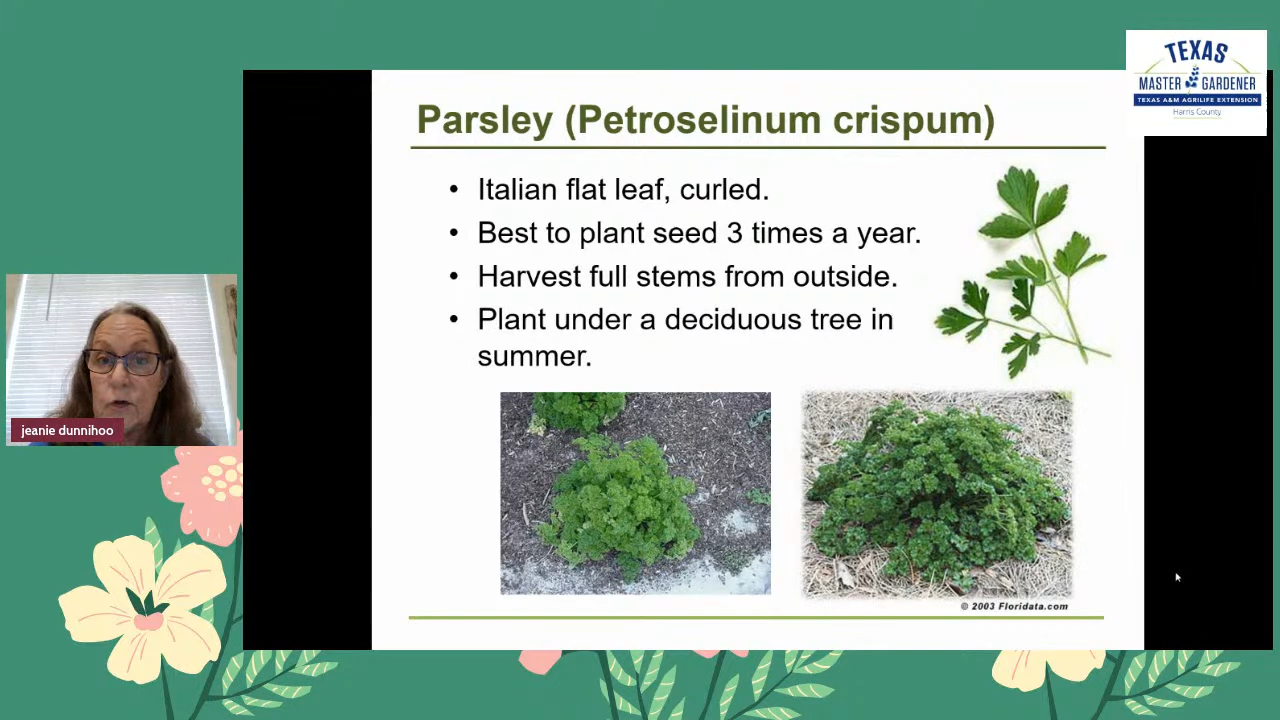 TEXAS
MASTER GARDENER
TEXAS A&M AGRILIFE EXTENSION
Harris County
Parsley (Petroselinum crispum)
• Italian flat leaf, curled.
• Best to plant seed 3 times a year.
• Harvest full stems from outside.
• Plant under a deciduous tree in
summer.
jeanie dunnihoo
© 2003 Floridata.com